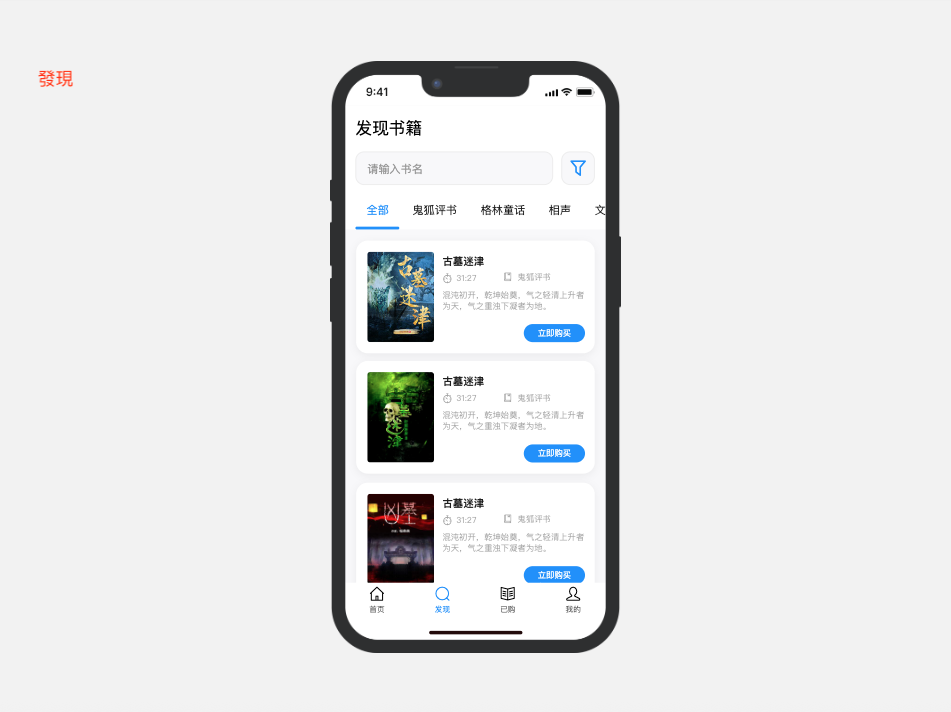 發現
9:41
发现书籍
请输入书名
全部 鬼狐评书 格林童话 相声 文
古墓迷津
古墓迷津
31:27 鬼狐评书
混沌初开，乾坤始奠，气之轻清上升者
为天，气之重浊下凝者为地。
立即购买
古墓迷津
31:27 鬼狐评书
混沌初开，乾坤始奠，气之轻清上升者
为天，气之重浊下凝者为地。
立即购买
凶墓
古墓迷津
31:27 鬼狐评书
混沌初开，乾坤始奠，气之轻清上升者
为天，气之重浊下凝者为地。
立即购买
首页 发现 已购 我的